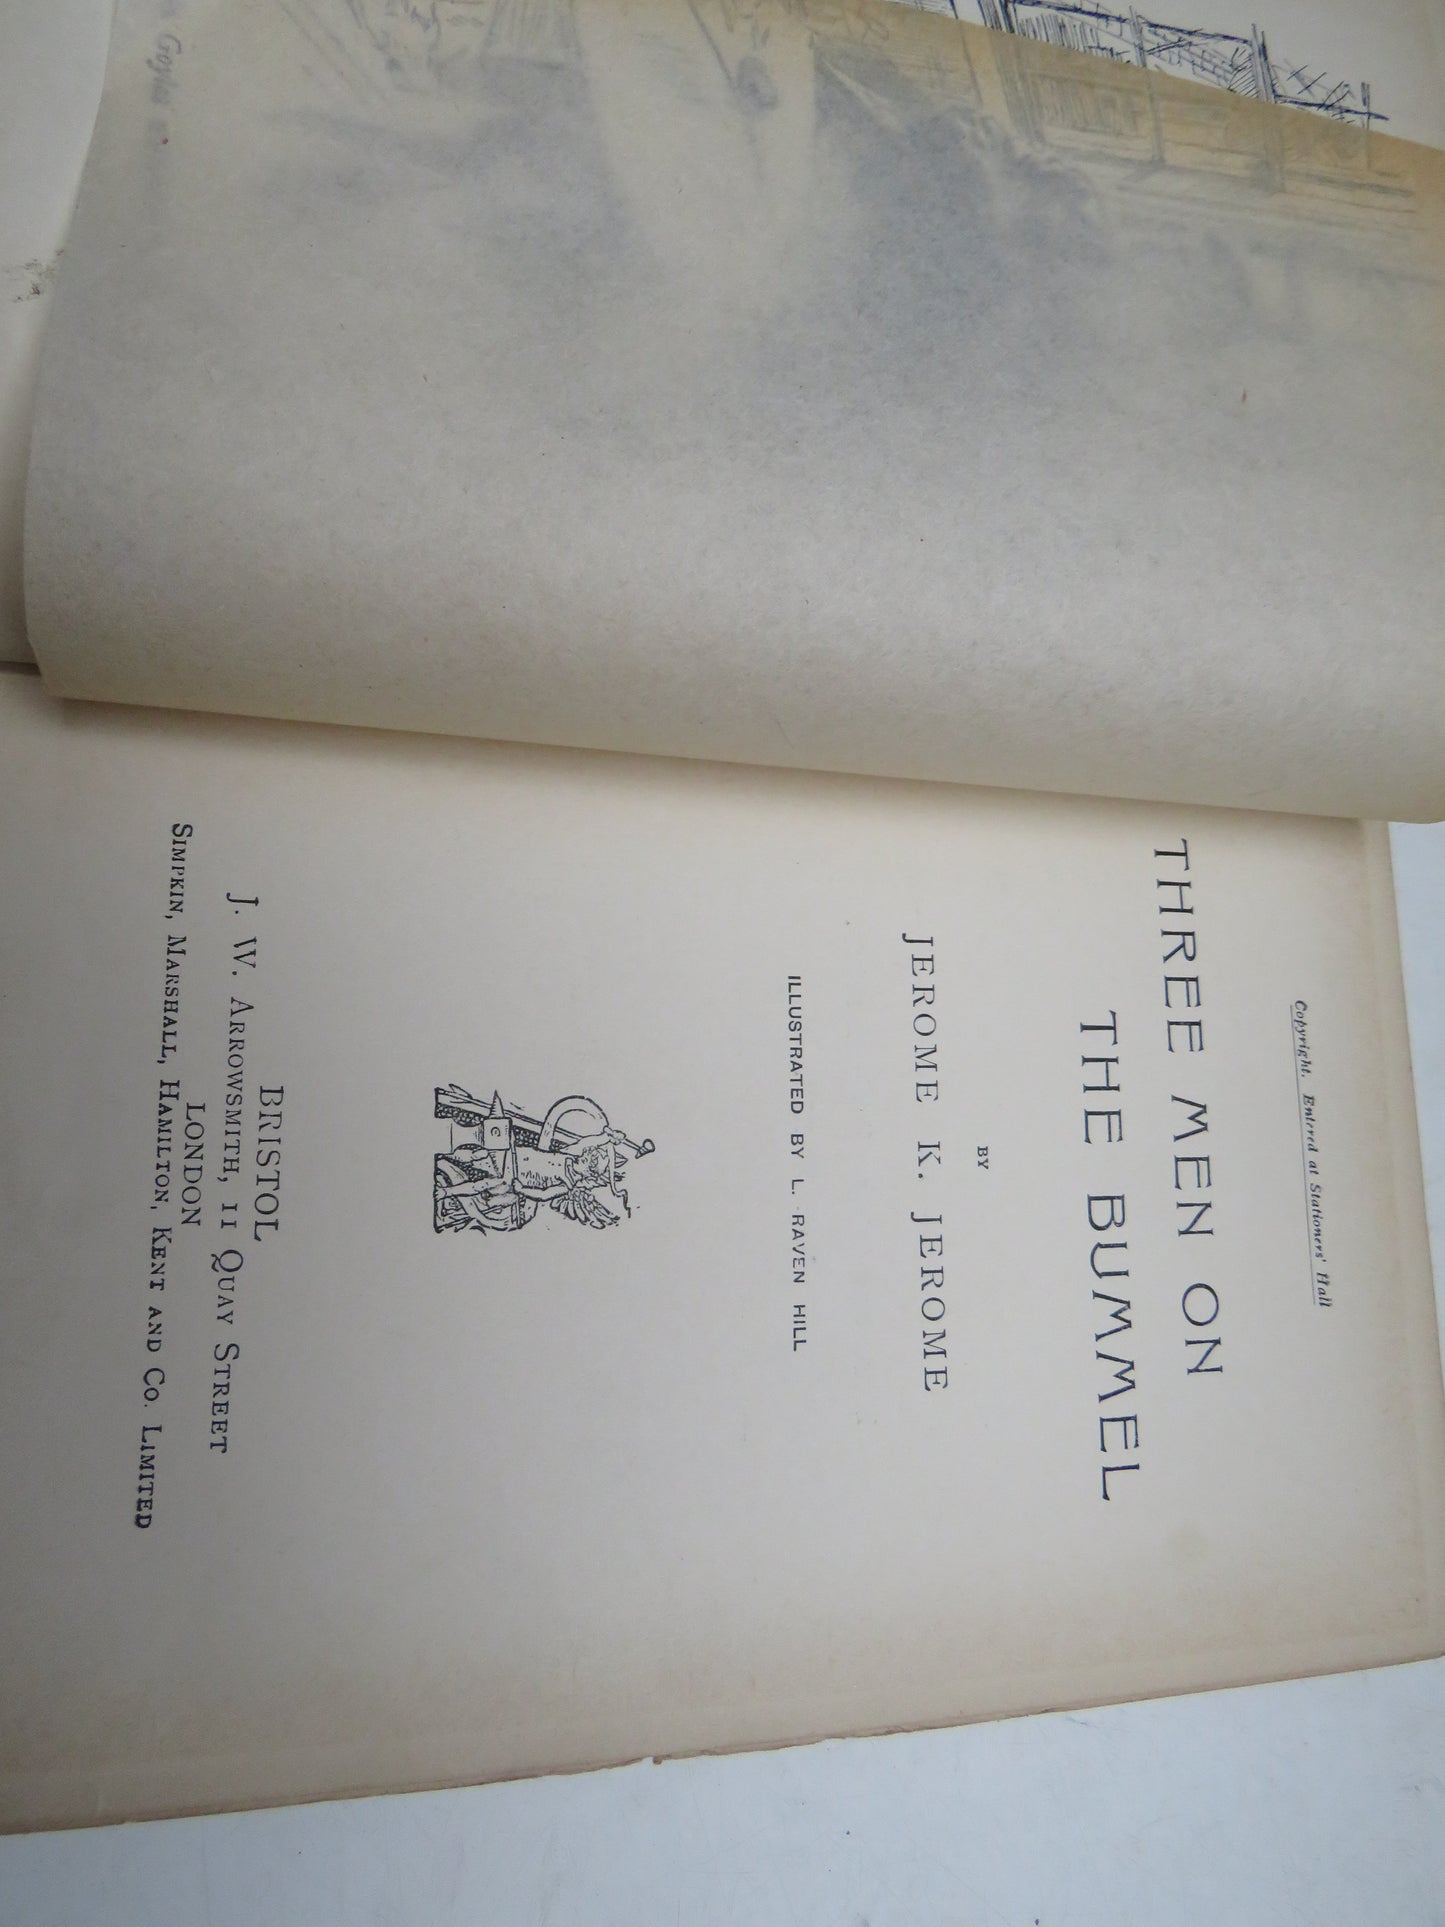 Copyright. Entered at Stationers' Hall
THREE MEN ON
THE BUMMEL
BY
JEROME K. JEROME
ILLUSTRATED BY L. RAVEN HILL
BRISTOL
J. W. ARROWSMITH, 11 QUAY STREET
LONDON
SIMPKIN, MARSHALL, HAMILTON, KENT AND CO. LIMITED